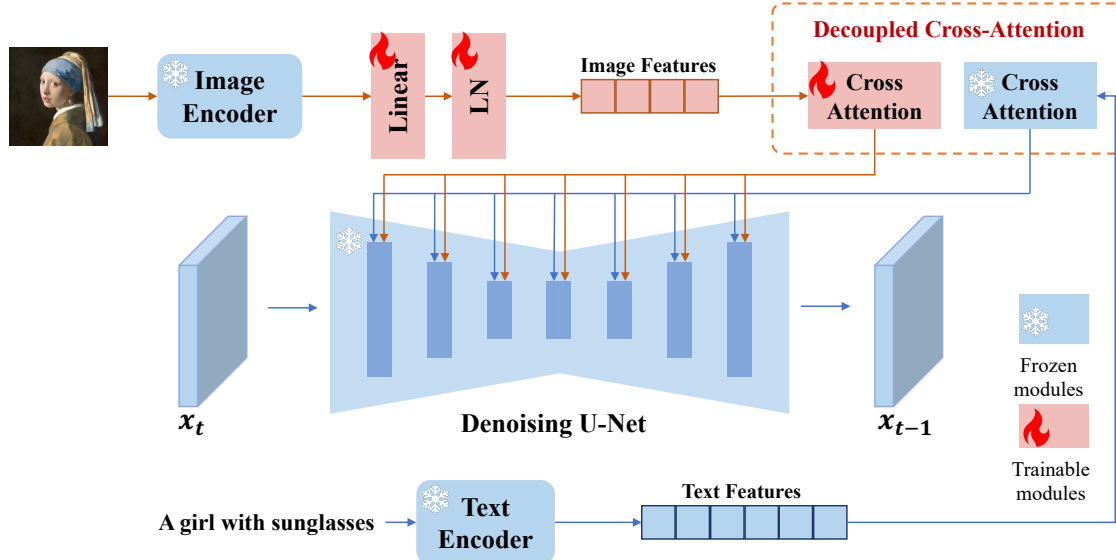 Decoupled Cross-Attention
Image
Encoder
Linear
LN
Image Features
Cross
Attention
Cross
Attention
x_t
Denoising U-Net
x_{t−1}
Frozen
modules
Trainable
modules
A girl with sunglasses
Text
Encoder
Text Features